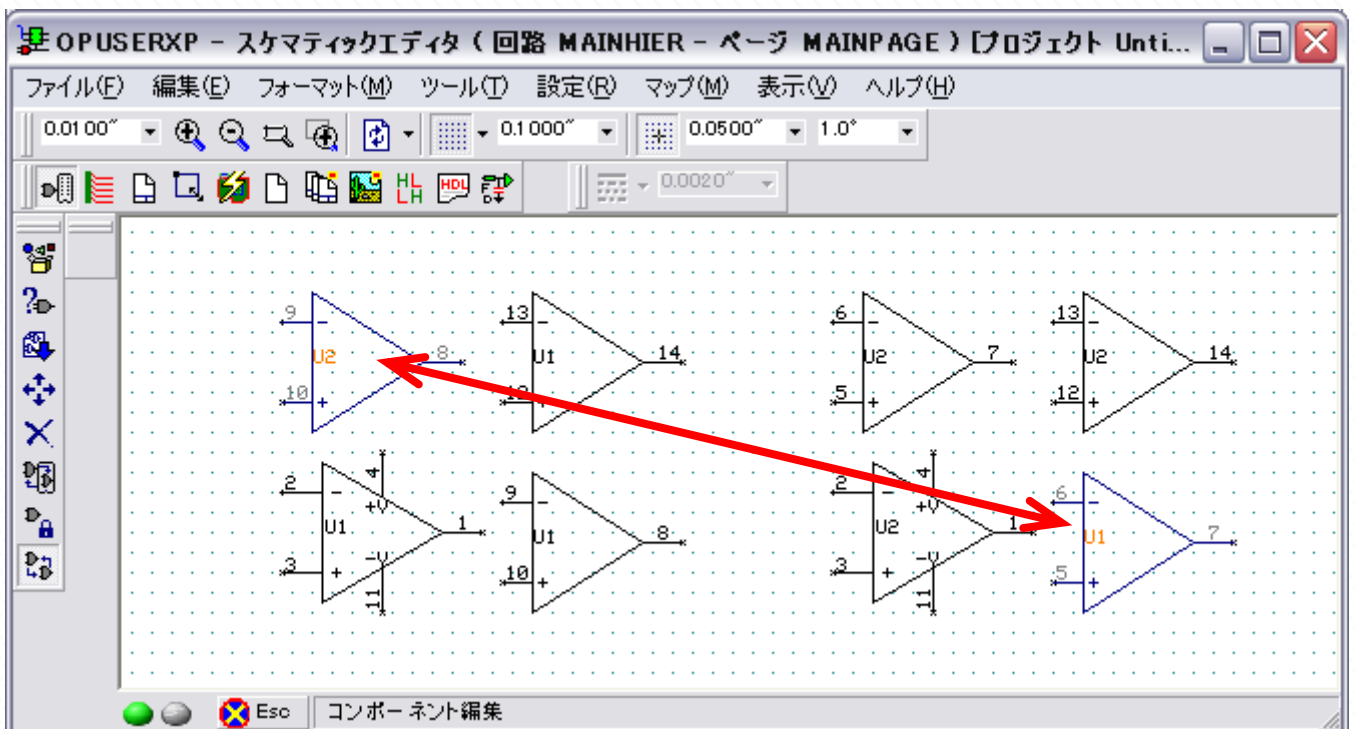 OPUSERXP - スケマティックエディタ ( 回路 MAINHIER - ページ MAINPAGE ) [プロジェクト Unti...
ファイル(F) 編集(E) フォーマット(M) ツール(T) 設定(R) マップ(M) 表示(V) ヘルプ(H)
0.0100" 0.1000" 0.0500" 1.0°
HL LH HDL 0.0020"
9 - U2 8 10 +
13 - U1 14 12 +
6 - U2 7 5 +
13 - U2 14 12 +
2 - 4 +V U1 1 3 + -V 11
9 - U1 8 10 +
2 - 4 +V U2 1 3 + -V 11
6 - U1 7 5 +
Esc コンポーネント編集